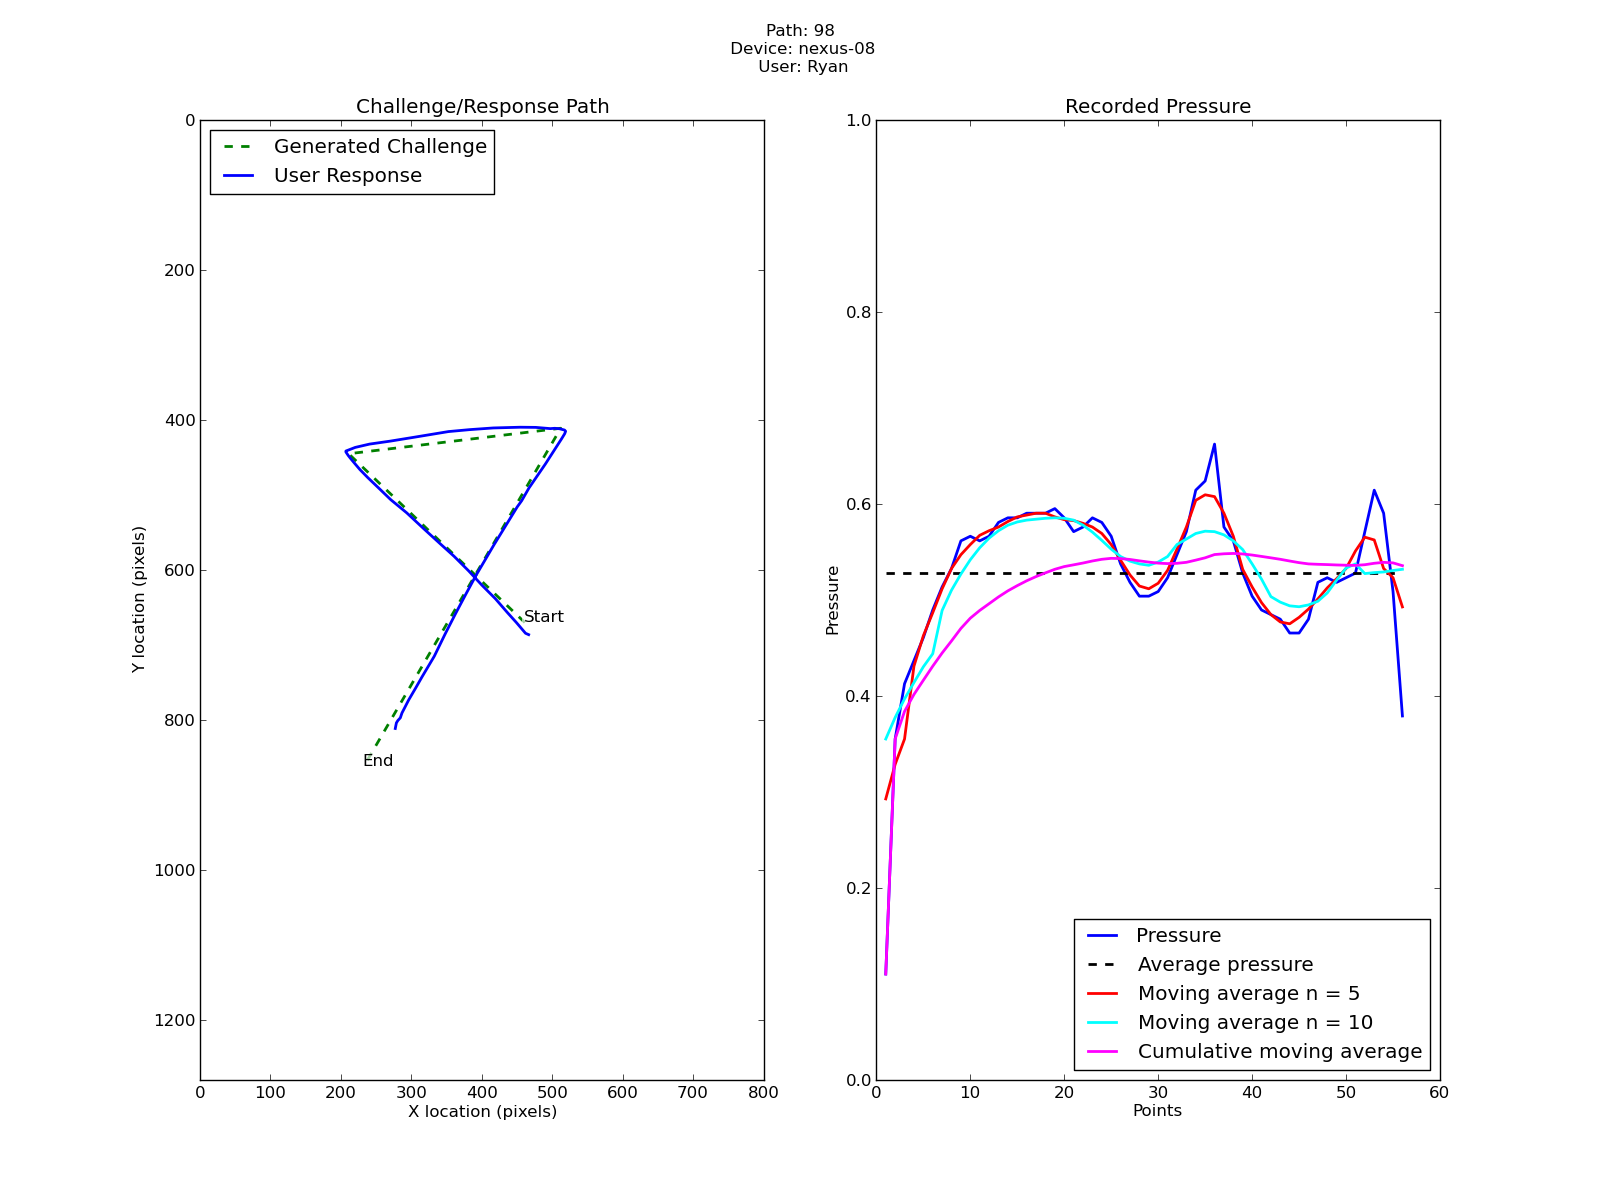 Path: 98
Device: nexus-08
User: Ryan
Challenge/Response Path
Generated Challenge
User Response
0
200
400
600
800
1000
1200
Y location (pixels)
Start
End
0 100 200 300 400 500 600 700 800
X location (pixels)
Recorded Pressure
1.0
0.8
0.6
0.4
0.2
0.0
Pressure
Pressure
Average pressure
Moving average n = 5
Moving average n = 10
Cumulative moving average
0 10 20 30 40 50 60
Points